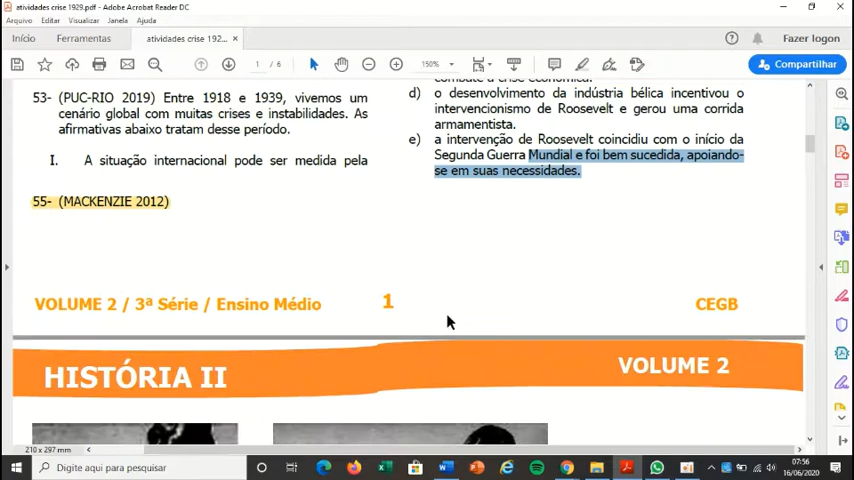 atividades crise 1929.pdf - Adobe Acrobat Reader DC
Arquivo Editar Visualizar Janela Ajuda
Início Ferramentas atividades crise 192... × Fazer logon
1 / 6 150% Compartilhar
53- (PUC-RIO 2019) Entre 1918 e 1939, vivemos um
cenário global com muitas crises e instabilidades. As
afirmativas abaixo tratam desse período.
I. A situação internacional pode ser medida pela
55- (MACKENZIE 2012)
combate a crise econômica.
d) o desenvolvimento da indústria bélica incentivou o
intervencionismo de Roosevelt e gerou uma corrida
armamentista.
e) a intervenção de Roosevelt coincidiu com o início da
Segunda Guerra Mundial e foi bem sucedida, apoiando-
se em suas necessidades.
VOLUME 2 / 3ª Série / Ensino Médio 1 CEGB
HISTÓRIA II VOLUME 2
210 x 297 mm
Digite aqui para pesquisar
07:56
16/06/2020